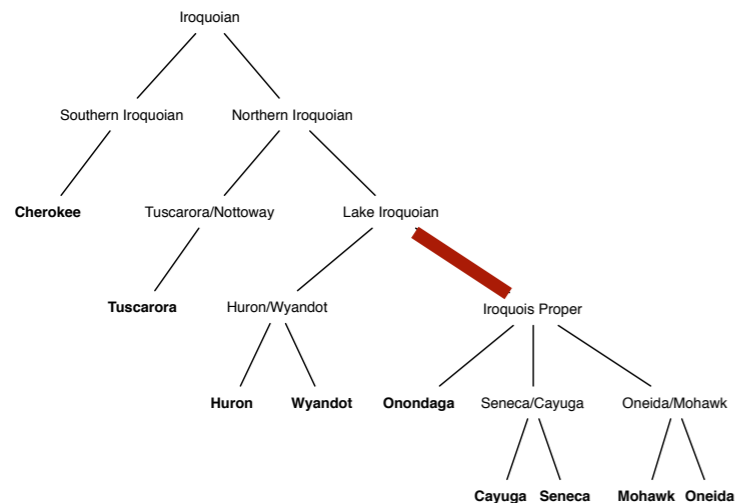 Iroquoian
Southern Iroquoian
Northern Iroquoian
Cherokee
Tuscarora/Nottoway
Lake Iroquoian
Tuscarora
Huron/Wyandot
Iroquois Proper
Huron
Wyandot
Onondaga
Seneca/Cayuga
Oneida/Mohawk
Cayuga
Seneca
Mohawk
Oneida